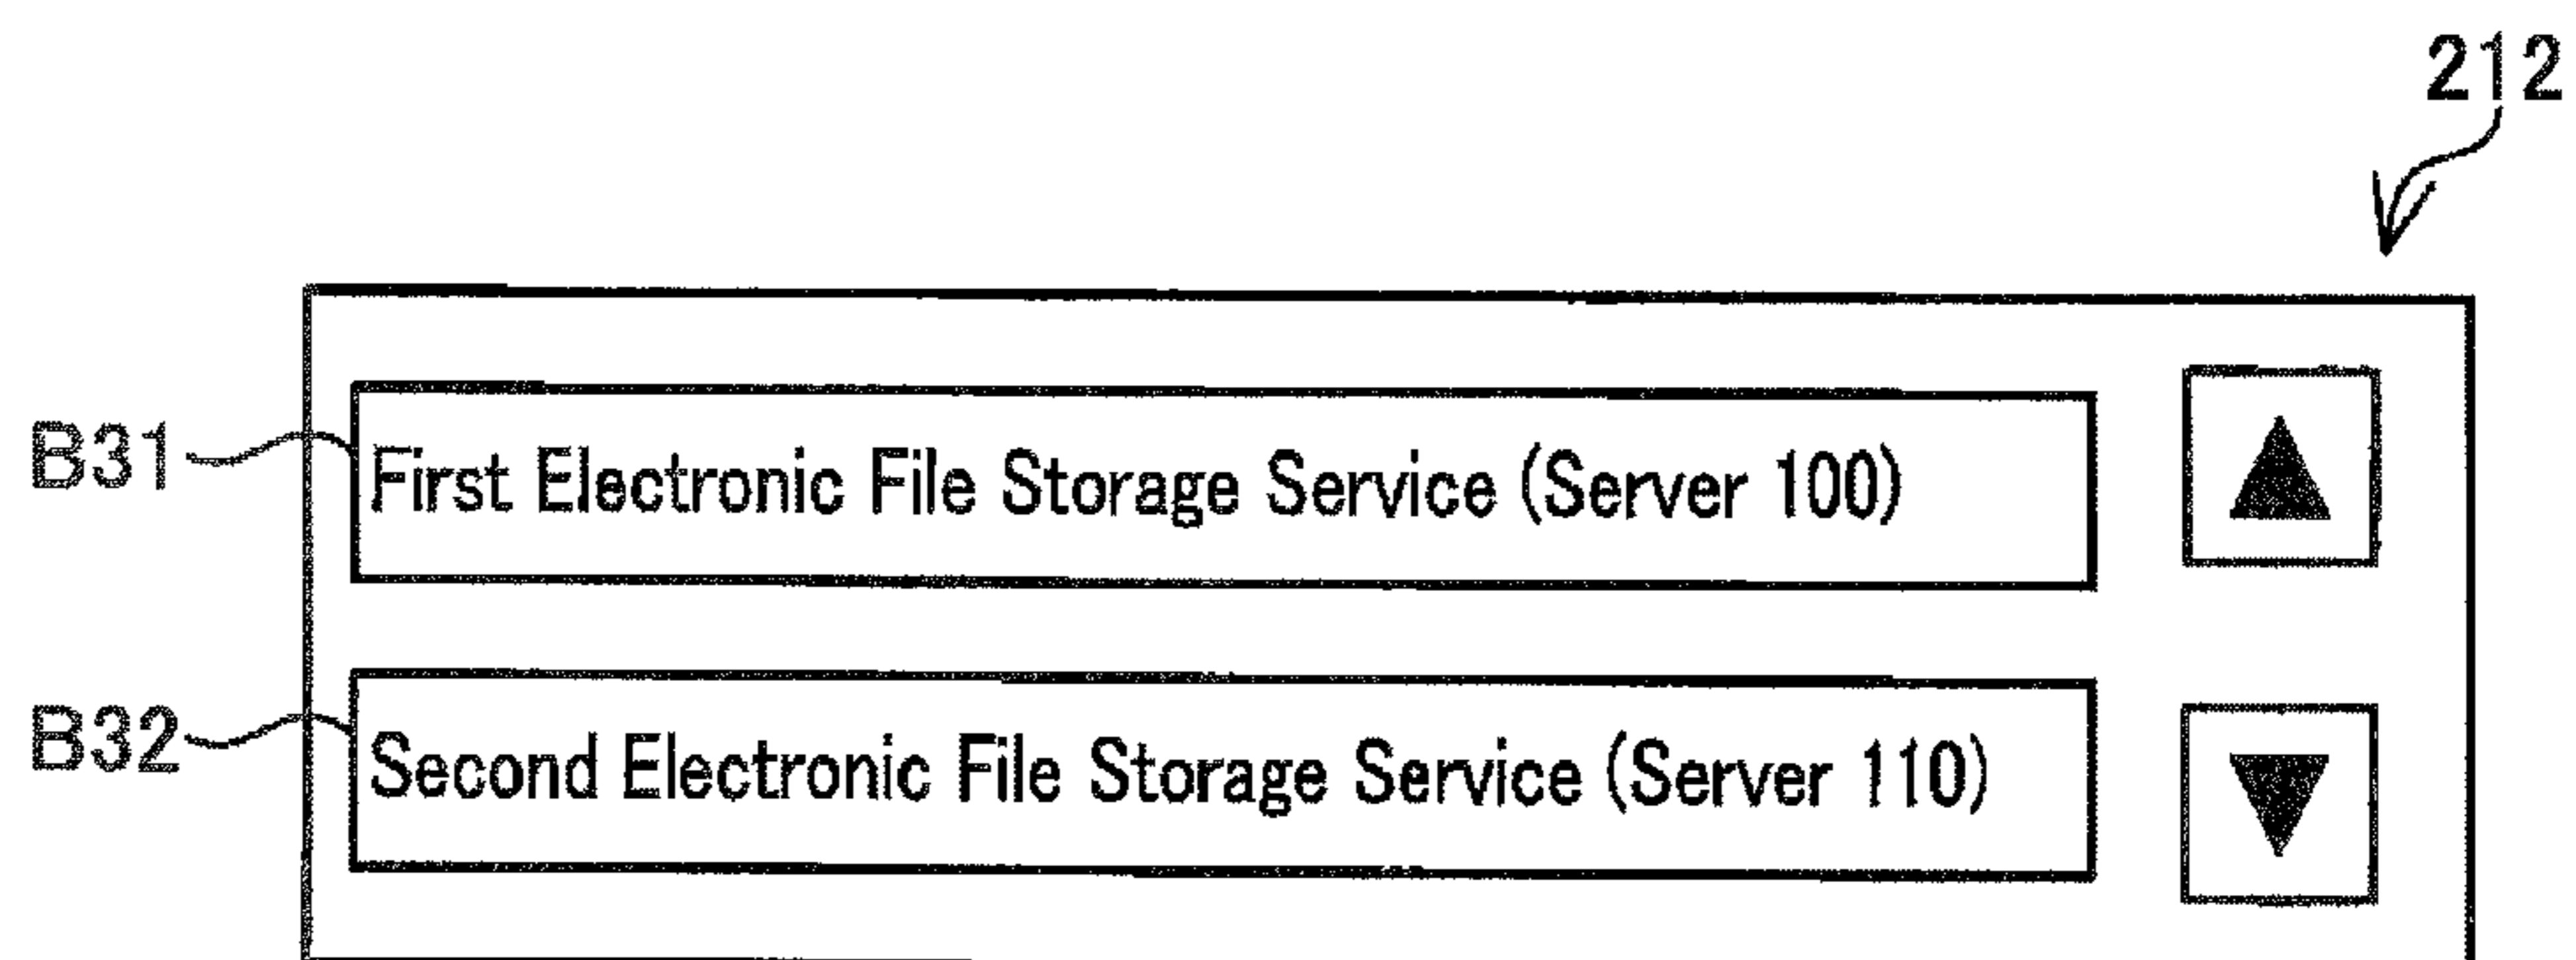 212
B31 First Electronic File Storage Service (Server 100)
▲
B32 Second Electronic File Storage Service (Server 110)
▼